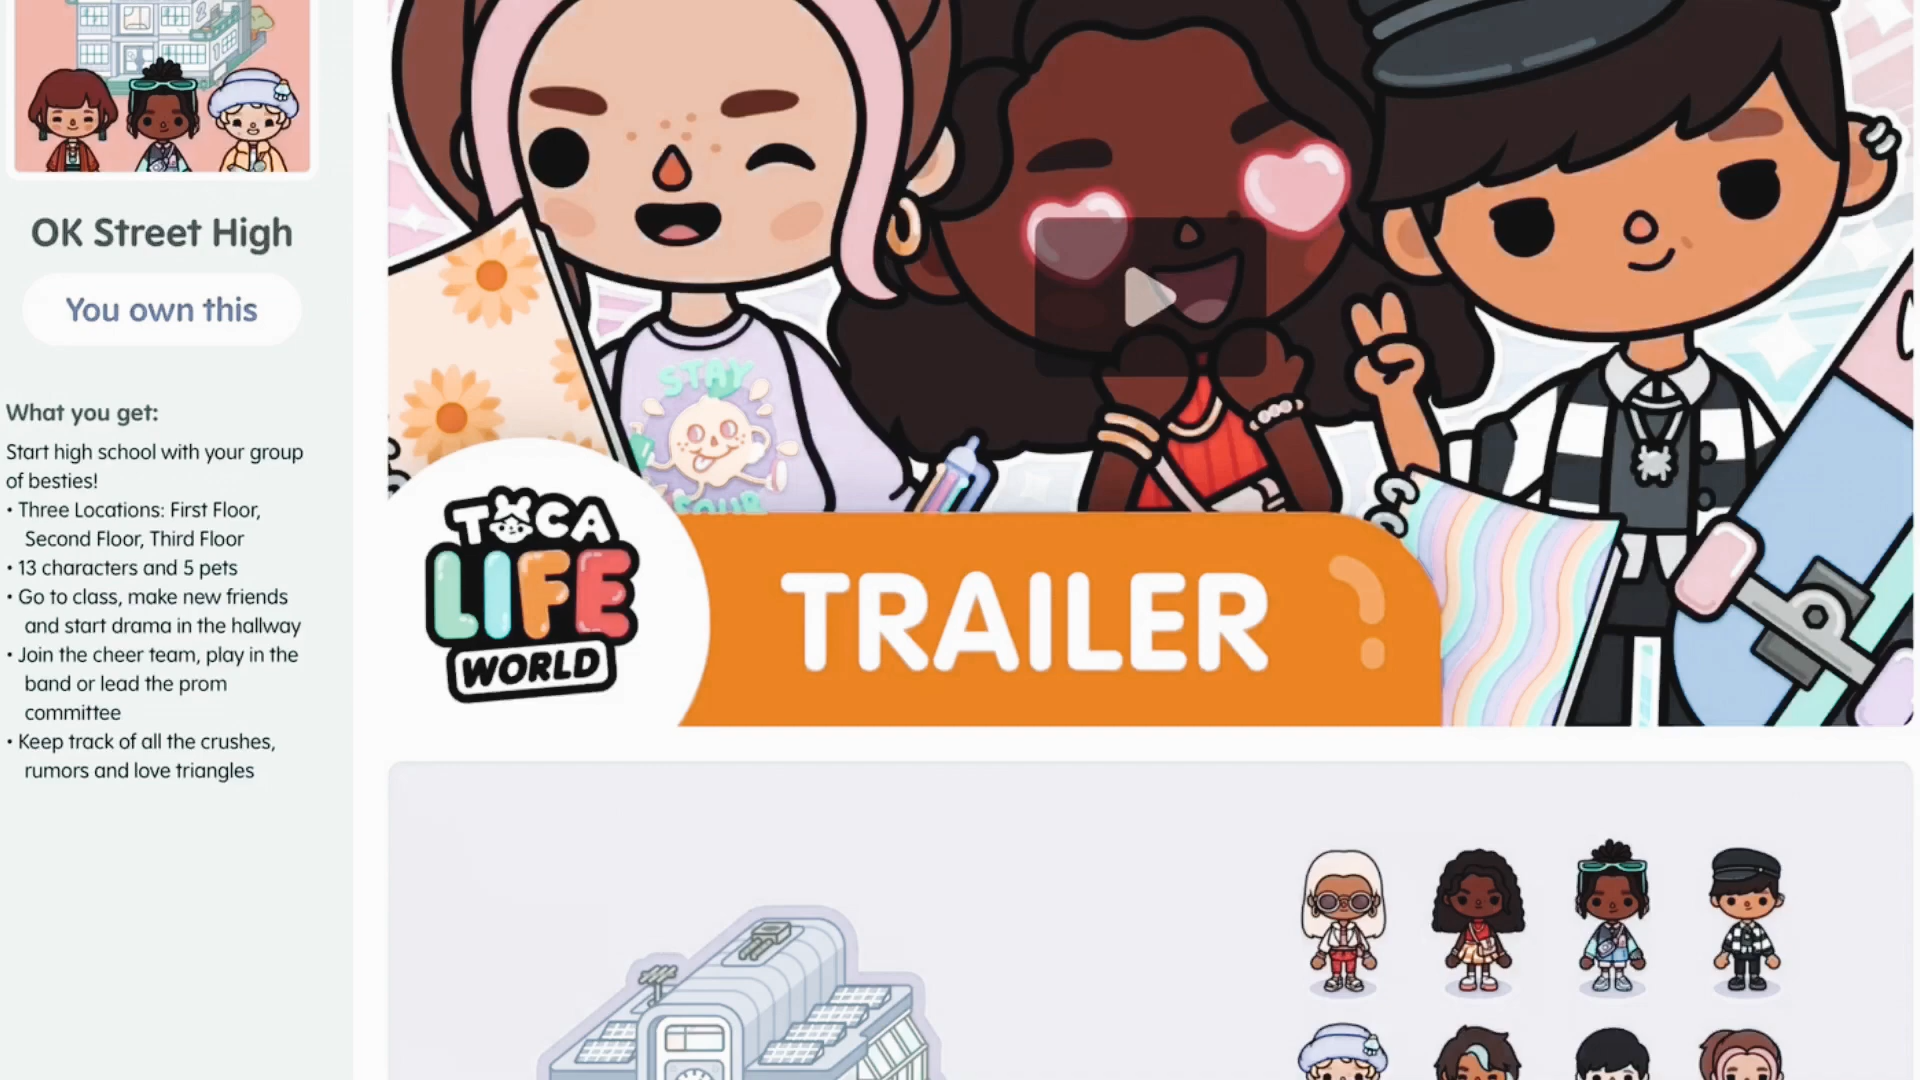 OK Street High
You own this
What you get:
Start high school with your group
of besties!
• Three Locations: First Floor,
Second Floor, Third Floor
• 13 characters and 5 pets
• Go to class, make new friends
and start drama in the hallway
• Join the cheer team, play in the
band or lead the prom
committee
• Keep track of all the crushes,
rumors and love triangles
STAY
SOUR
TOCA
LIFE
WORLD
TRAILER